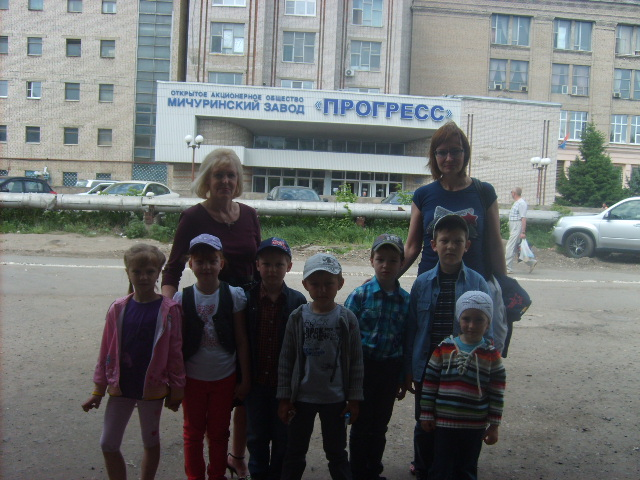 ОТКРЫТОЕ АКЦИОНЕРНОЕ ОБЩЕСТВО
МИЧУРИНСКИЙ ЗАВОД «ПРОГРЕСС»